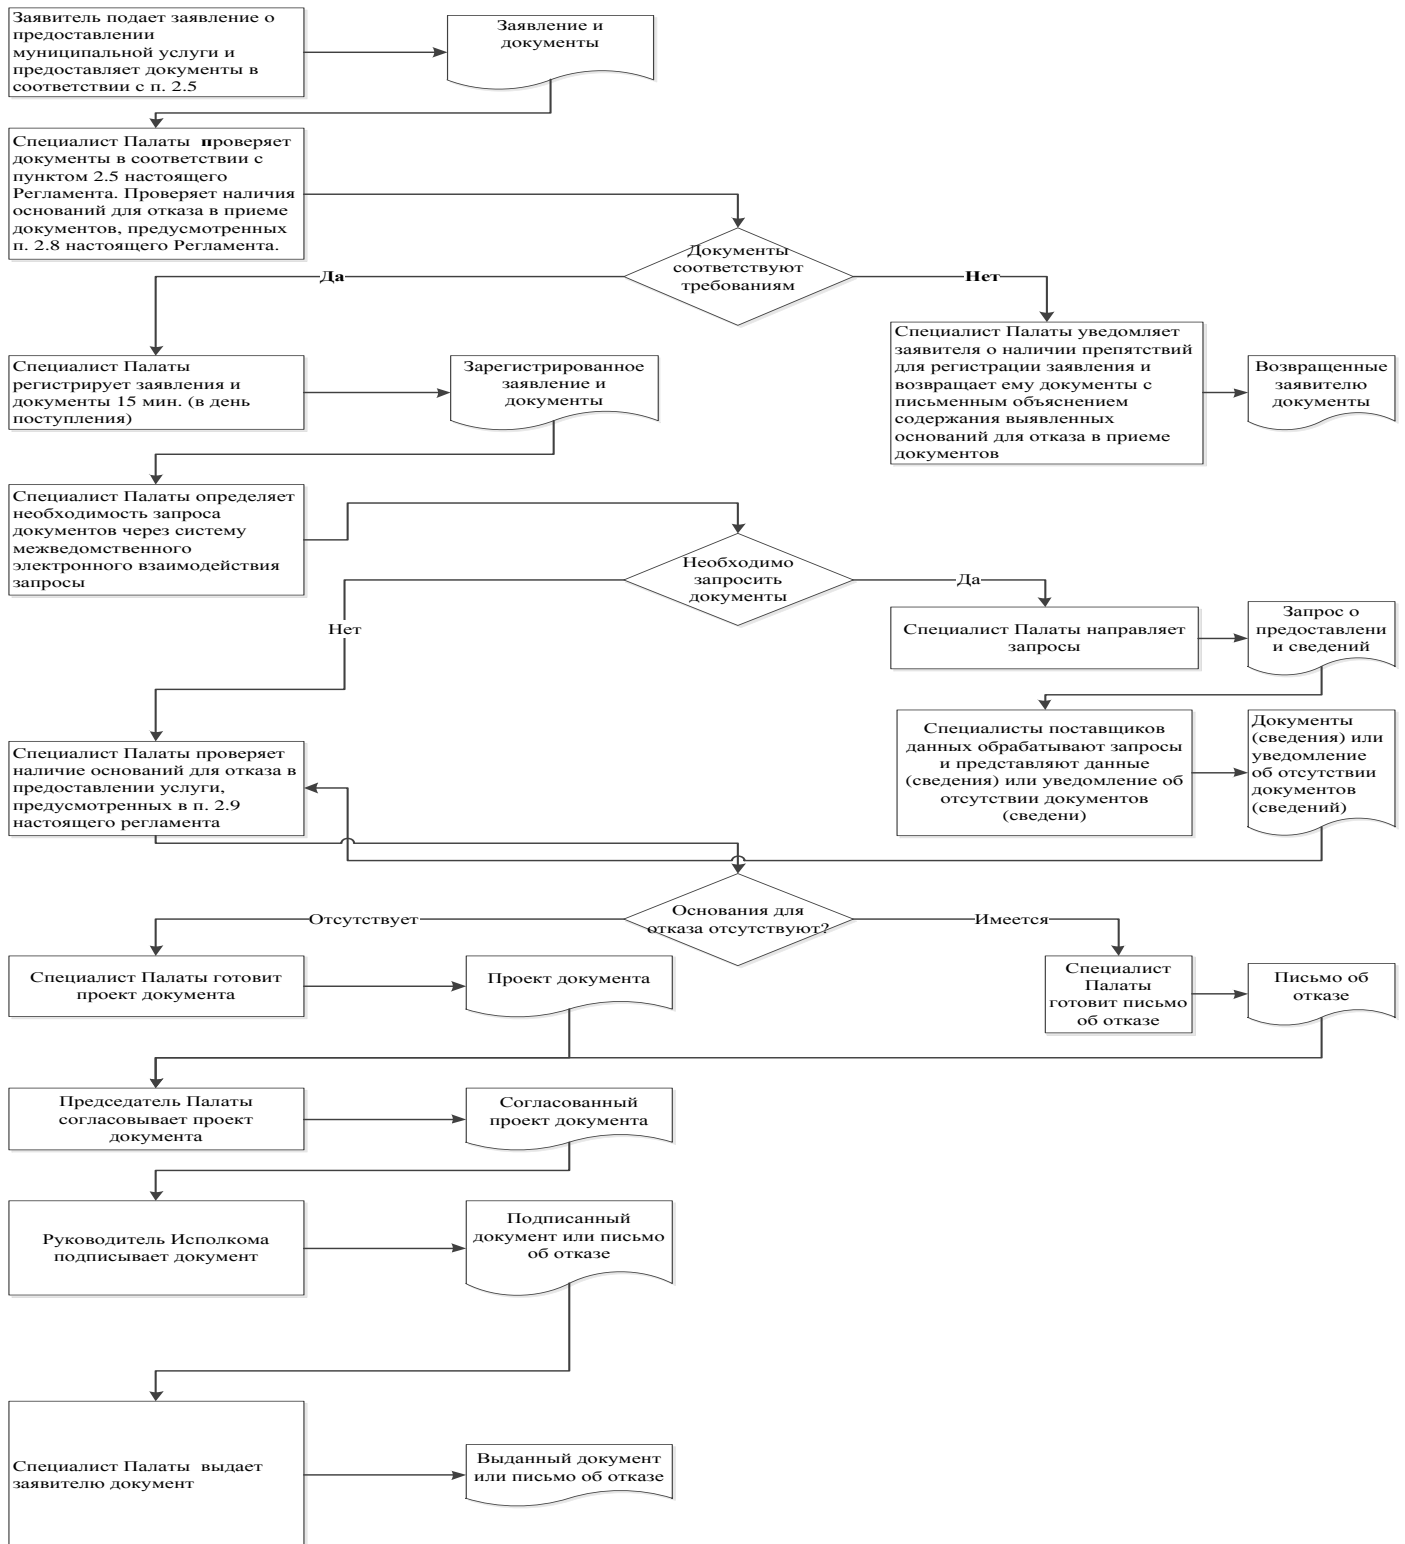 Заявитель подает заявление о
предоставлении
муниципальной услуги и
предоставляет документы в
соответствии с п. 2.5
Заявление и
документы
Специалист Палаты проверяет
документы в соответствии с
пунктом 2.5 настоящего
Регламента. Проверяет наличия
оснований для отказа в приеме
документов, предусмотренных
п. 2.8 настоящего Регламента.
Документы
соответствуют
требованиям
Да
Нет
Специалист Палаты
регистрирует заявления и
документы 15 мин. (в день
поступления)
Зарегистрированное
заявление и
документы
Специалист Палаты уведомляет
заявителя о наличии препятствий
для регистрации заявления и
возвращает ему документы с
письменным объяснением
содержания выявленных
оснований для отказа в приеме
документов
Возвращенные
заявителю
документы
Специалист Палаты определяет
необходимость запроса
документов через систему
межведомственного
электронного взаимодействия
запросы
Необходимо
запросить
документы
Да
Нет
Специалист Палаты направляет
запросы
Запрос о
предоставлени
и сведений
Специалист Палаты проверяет
наличие оснований для отказа в
предоставлении услуги,
предусмотренных в п. 2.9
настоящего регламента
Специалисты поставщиков
данных обрабатывают запросы
и представляют данные
(сведения) или уведомление об
отсутствии документов
(сведени)
Документы
(сведения) или
уведомление
об отсутствии
документов
(сведений)
Основания для
отказа отсутствуют?
Отсутствует
Имеется
Специалист Палаты готовит
проект документа
Проект документа
Специалист
Палаты
готовит письмо
об отказе
Письмо об
отказе
Председатель Палаты
согласовывает проект
документа
Согласованный
проект документа
Руководитель Исполкома
подписывает документ
Подписанный
документ или письмо
об отказе
Специалист Палаты выдает
заявителю документ
Выданный документ
или письмо об отказе